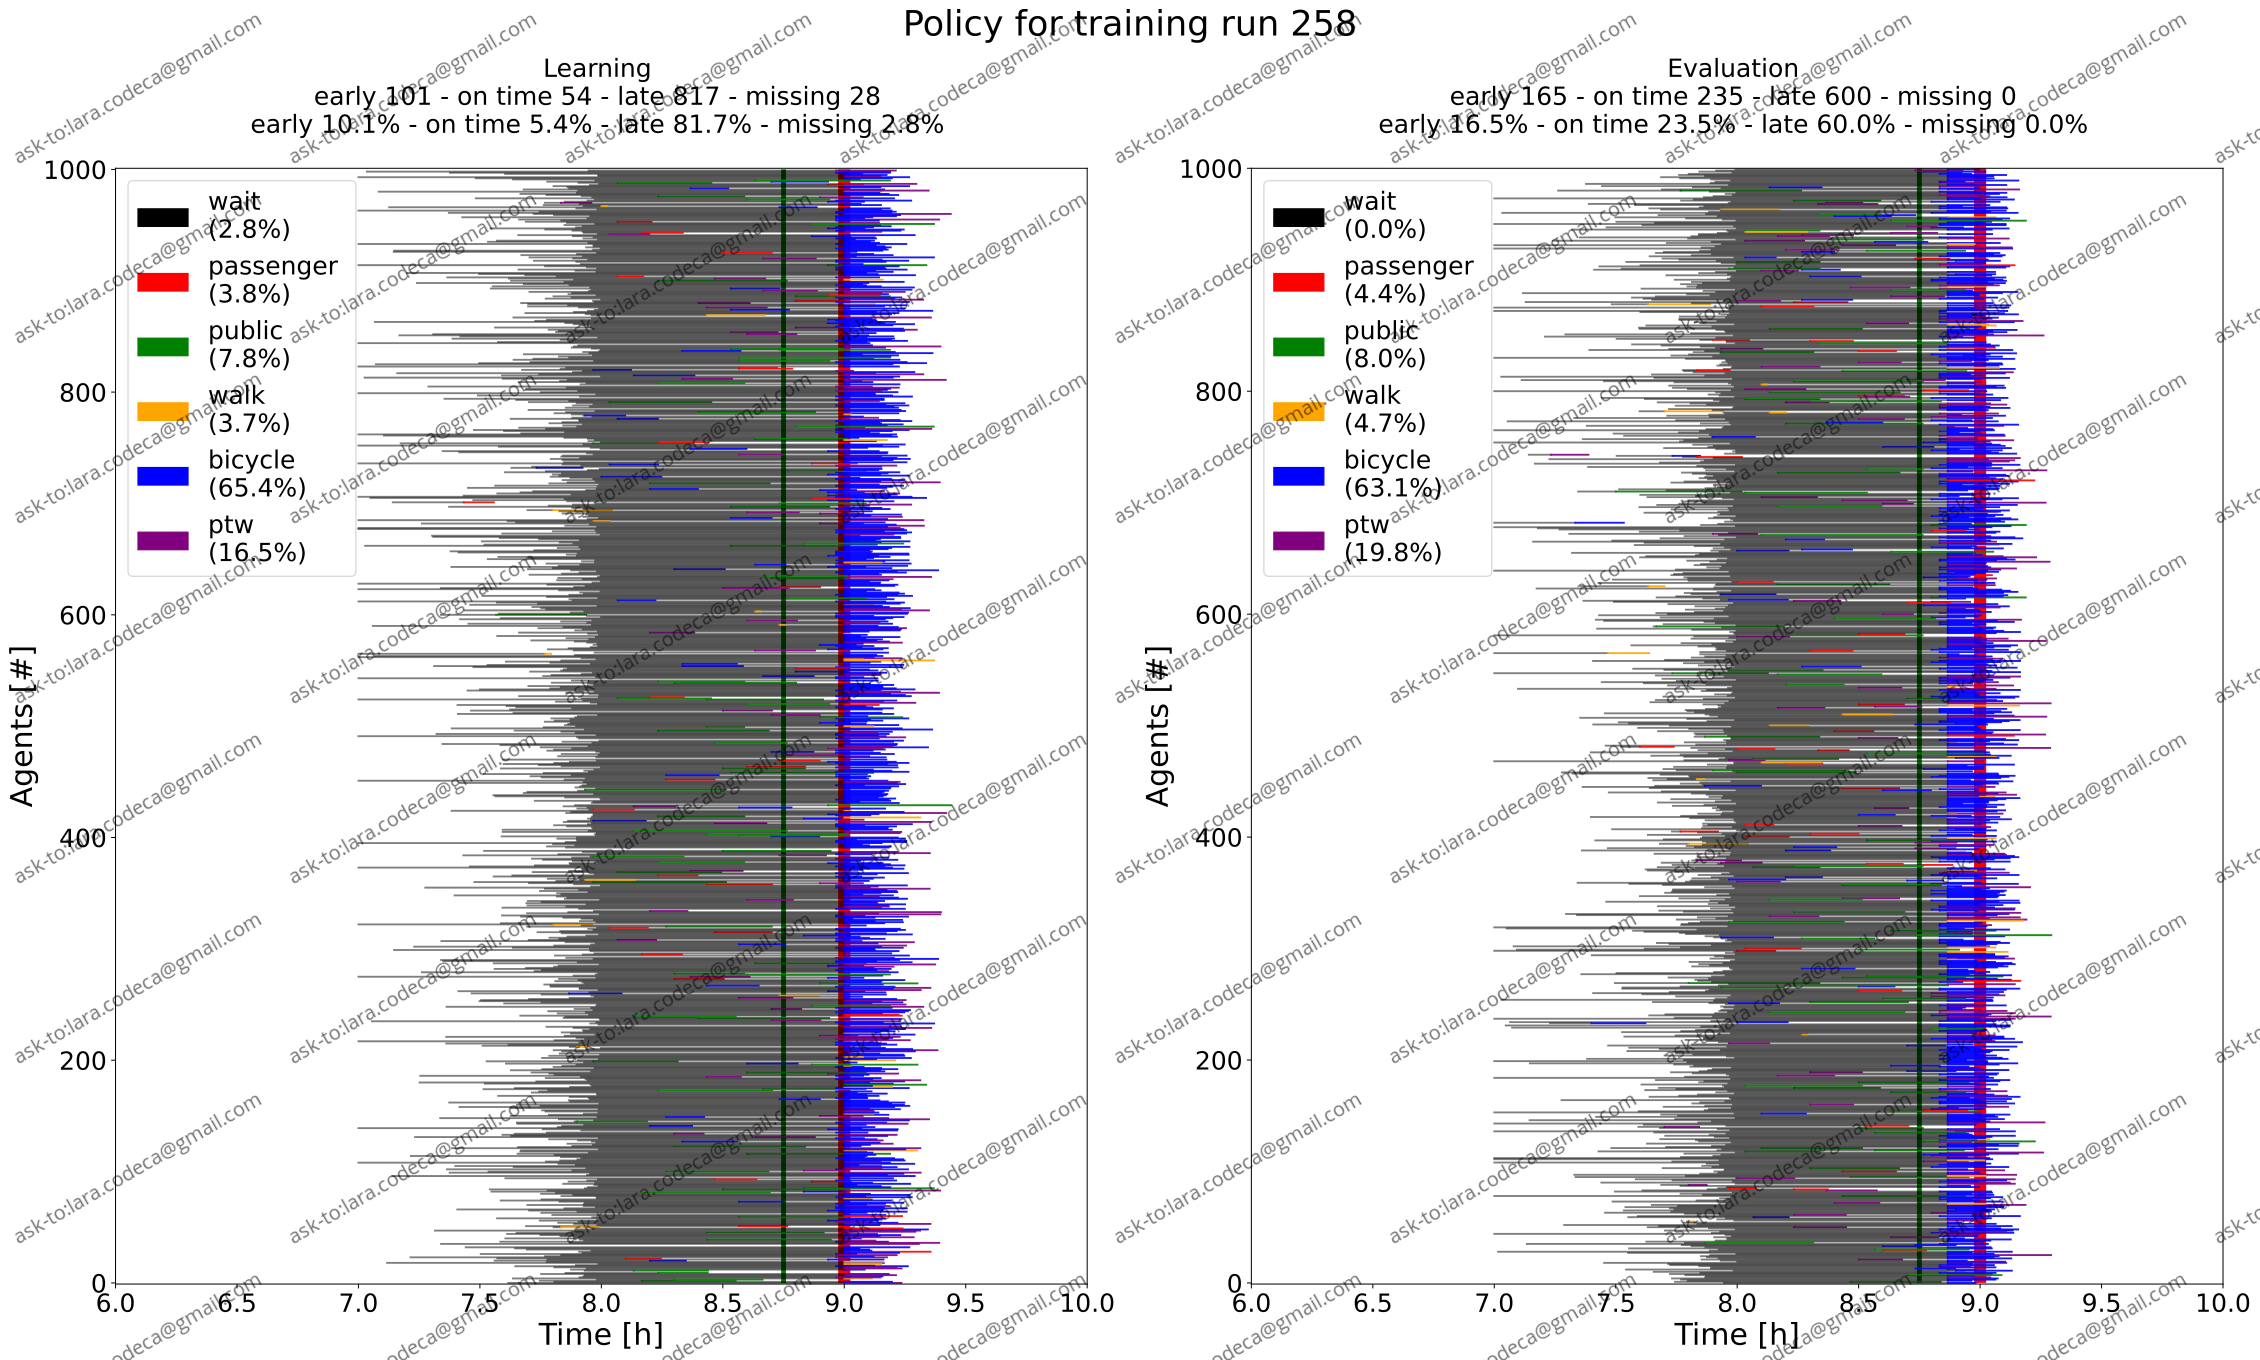 Policy for training run 258
Learning
early 101 - on time 54 - late 817 - missing 28
early 10.1% - on time 5.4% - late 81.7% - missing 2.8%
1000
800
600
400
200
0
Agents [#]
wait
(2.8%)
passenger
(3.8%)
public
(7.8%)
walk
(3.7%)
bicycle
(65.4%)
ptw
(16.5%)
6.0 6.5 7.0 7.5 8.0 8.5 9.0 9.5 10.0
Time [h]
Evaluation
early 165 - on time 235 - late 600 - missing 0
early 16.5% - on time 23.5% - late 60.0% - missing 0.0%
1000
800
600
400
200
0
Agents [#]
wait
(0.0%)
passenger
(4.4%)
public
(8.0%)
walk
(4.7%)
bicycle
(63.1%)
ptw
(19.8%)
6.0 6.5 7.0 7.5 8.0 8.5 9.0 9.5 10.0
Time [h]
ask-to:lara.codeca@gmail.com